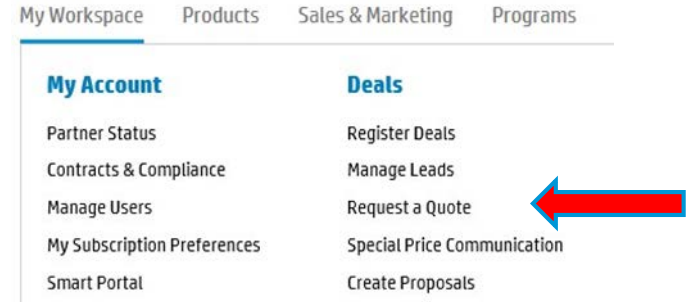 My Workspace Products Sales & Marketing Programs
My Account
Partner Status
Contracts & Compliance
Manage Users
My Subscription Preferences
Smart Portal
Deals
Register Deals
Manage Leads
Request a Quote
Special Price Communication
Create Proposals